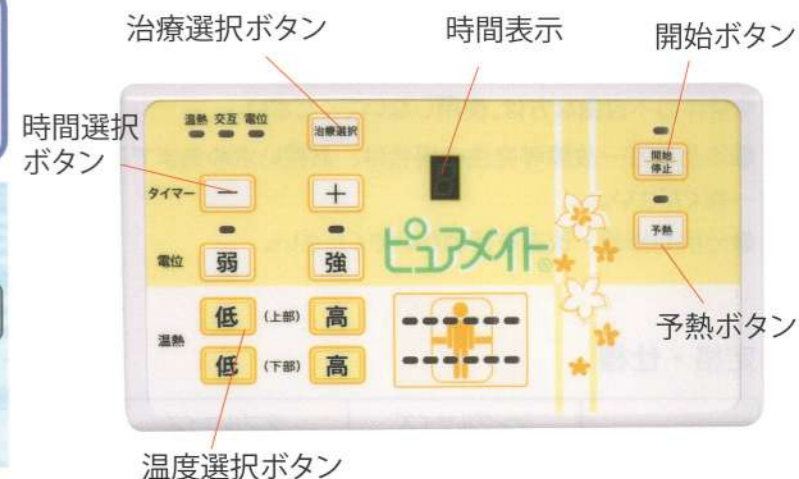 治療選択ボタン
時間表示
開始ボタン
時間選択
ボタン
温熱 交互 電位
治療選択
開始
停止
タイマー
－
＋
予熱
ピュアメイト®
電位
弱
強
温熱
低
(上部)
高
低
(下部)
高
予熱ボタン
温度選択ボタン